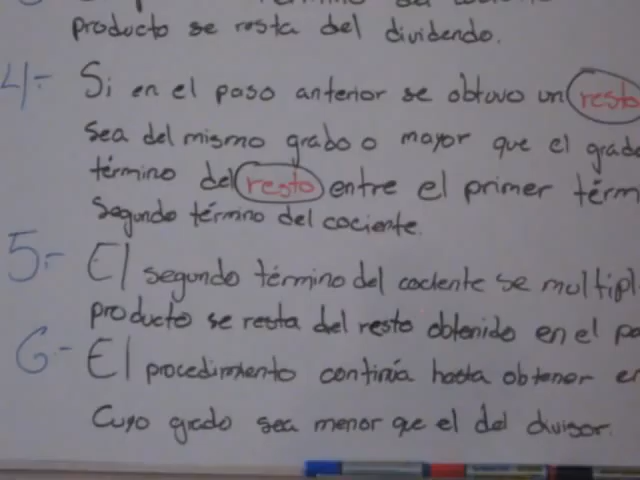 producto se resta del dividendo.
4.- Si en el paso anterior se obtuvo un resto
sea del mismo grabo o mayor que el grado
término del resto entre el primer térm
segundo término del cociente.
5.- El segundo término del cociente se multipl
producto se resta del resto obtenido en el pa
6- El procedimiento continúa hasta obtener en
cuyo grado sea menor que el del divisor.